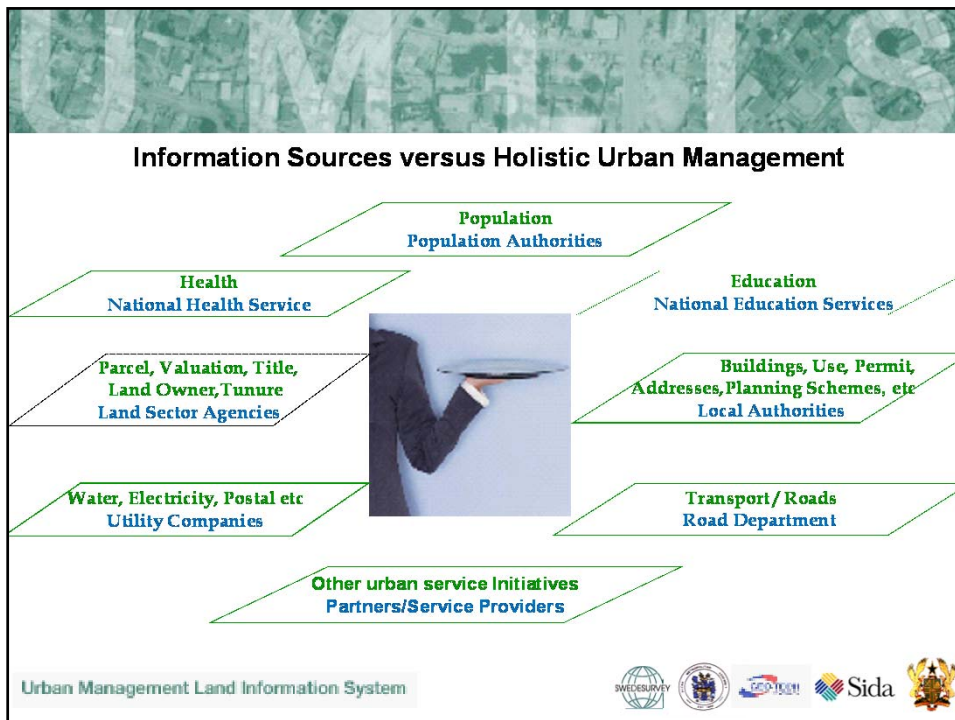 U M L I S
Information Sources versus Holistic Urban Management
Population
Population Authorities
Health
National Health Service
Education
National Education Services
Parcel, Valuation, Title,
Land Owner,Tunure
Land Sector Agencies
Buildings, Use, Permit,
Addresses,Planning Schemes, etc
Local Authorities
Water, Electricity, Postal etc
Utility Companies
Transport / Roads
Road Department
Other urban service Initiatives
Partners/Service Providers
Urban Management Land Information System
SWEDESURVEY
Sida